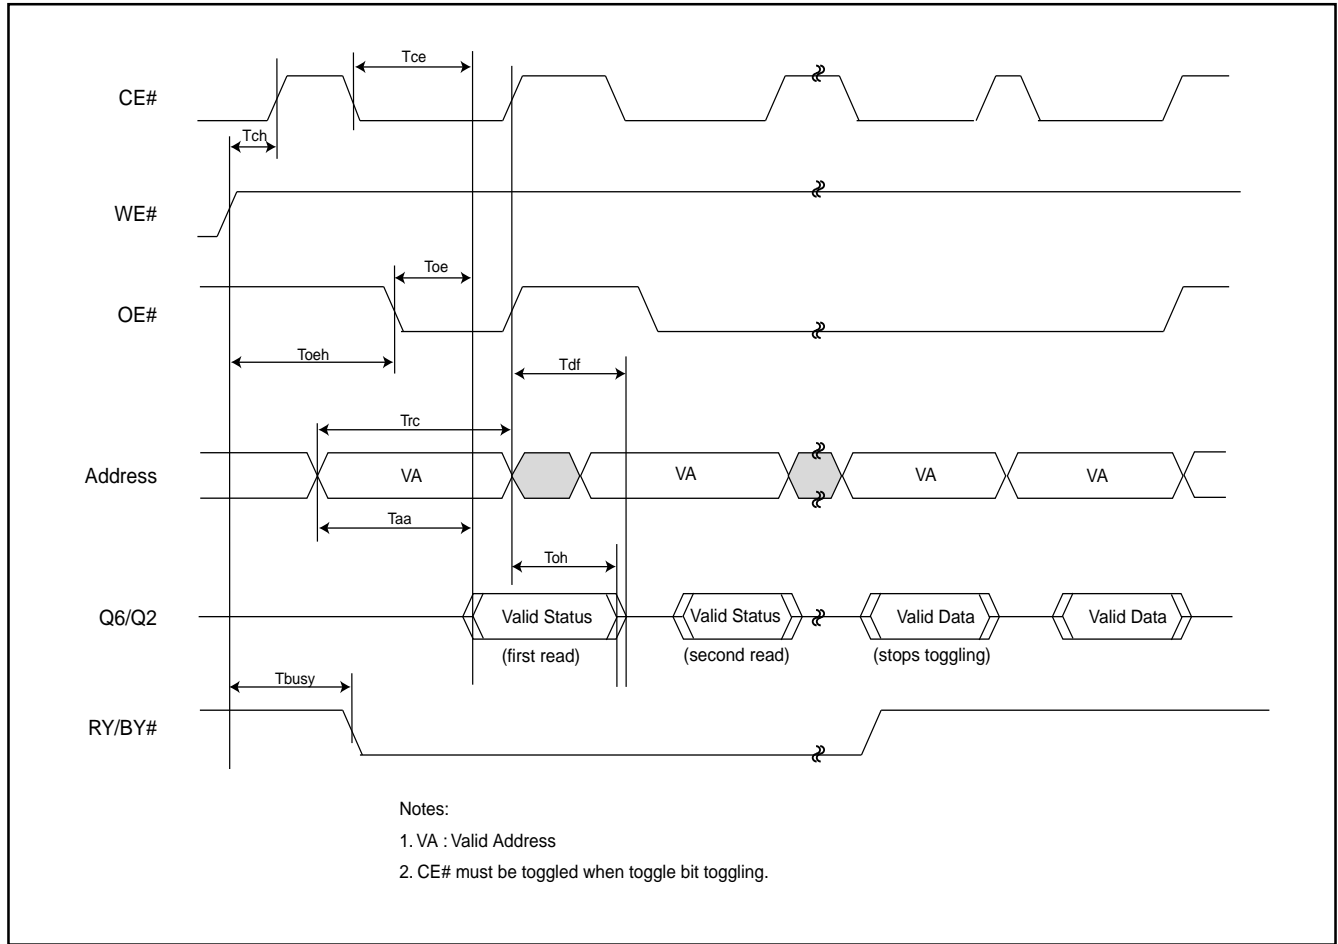 Tce
CE#
Tch
WE#
Toe
OE#
Toeh
Tdf
Trc
Address
VA
VA
VA
VA
Taa
Toh
Q6/Q2
Valid Status
Valid Status
Valid Data
Valid Data
(first read)
(second read)
(stops toggling)
Tbusy
RY/BY#
Notes:
1. VA : Valid Address
2. CE# must be toggled when toggle bit toggling.